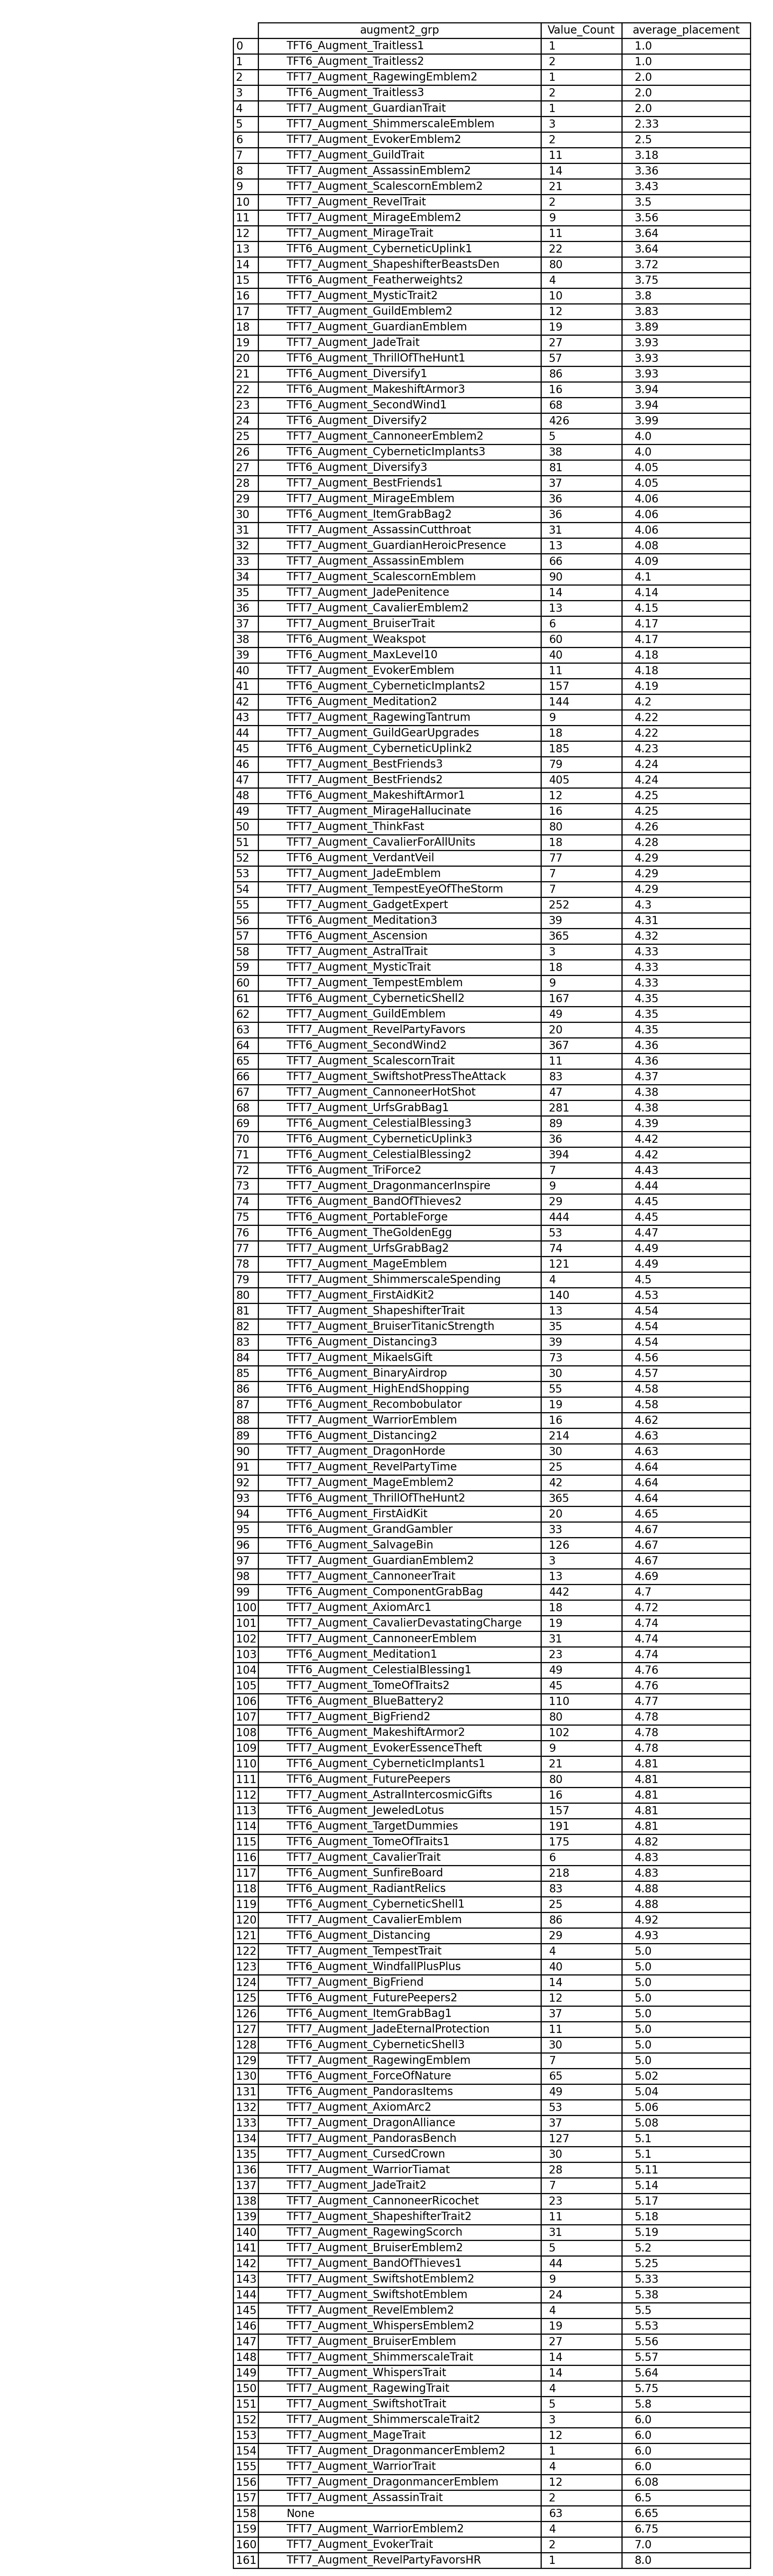 augment2_grp Value_Count average_placement
0 TFT6_Augment_Traitless1 1 1.0
1 TFT6_Augment_Traitless2 2 1.0
2 TFT7_Augment_RagewingEmblem2 1 2.0
3 TFT6_Augment_Traitless3 2 2.0
4 TFT7_Augment_GuardianTrait 1 2.0
5 TFT7_Augment_ShimmerscaleEmblem 3 2.33
6 TFT7_Augment_EvokerEmblem2 2 2.5
7 TFT7_Augment_GuildTrait 11 3.18
8 TFT7_Augment_AssassinEmblem2 14 3.36
9 TFT7_Augment_ScalescornEmblem2 21 3.43
10 TFT7_Augment_RevelTrait 2 3.5
11 TFT7_Augment_MirageEmblem2 9 3.56
12 TFT7_Augment_MirageTrait 11 3.64
13 TFT6_Augment_CyberneticUplink1 22 3.64
14 TFT7_Augment_ShapeshifterBeastsDen 80 3.72
15 TFT6_Augment_Featherweights2 4 3.75
16 TFT7_Augment_MysticTrait2 10 3.8
17 TFT7_Augment_GuildEmblem2 12 3.83
18 TFT7_Augment_GuardianEmblem 19 3.89
19 TFT7_Augment_JadeTrait 27 3.93
20 TFT6_Augment_ThrillOfTheHunt1 57 3.93
21 TFT6_Augment_Diversify1 86 3.93
22 TFT6_Augment_MakeshiftArmor3 16 3.94
23 TFT6_Augment_SecondWind1 68 3.94
24 TFT6_Augment_Diversify2 426 3.99
25 TFT7_Augment_CannoneerEmblem2 5 4.0
26 TFT6_Augment_CyberneticImplants3 38 4.0
27 TFT6_Augment_Diversify3 81 4.05
28 TFT7_Augment_BestFriends1 37 4.05
29 TFT7_Augment_MirageEmblem 36 4.06
30 TFT6_Augment_ItemGrabBag2 36 4.06
31 TFT7_Augment_AssassinCutthroat 31 4.06
32 TFT7_Augment_GuardianHeroicPresence 13 4.08
33 TFT7_Augment_AssassinEmblem 66 4.09
34 TFT7_Augment_ScalescornEmblem 90 4.1
35 TFT7_Augment_JadePenitence 14 4.14
36 TFT7_Augment_CavalierEmblem2 13 4.15
37 TFT7_Augment_BruiserTrait 6 4.17
38 TFT6_Augment_Weakspot 60 4.17
39 TFT6_Augment_MaxLevel10 40 4.18
40 TFT7_Augment_EvokerEmblem 11 4.18
41 TFT6_Augment_CyberneticImplants2 157 4.19
42 TFT6_Augment_Meditation2 144 4.2
43 TFT7_Augment_RagewingTantrum 9 4.22
44 TFT7_Augment_GuildGearUpgrades 18 4.22
45 TFT6_Augment_CyberneticUplink2 185 4.23
46 TFT7_Augment_BestFriends3 79 4.24
47 TFT7_Augment_BestFriends2 405 4.24
48 TFT6_Augment_MakeshiftArmor1 12 4.25
49 TFT7_Augment_MirageHallucinate 16 4.25
50 TFT7_Augment_ThinkFast 80 4.26
51 TFT7_Augment_CavalierForAllUnits 18 4.28
52 TFT6_Augment_VerdantVeil 77 4.29
53 TFT7_Augment_JadeEmblem 7 4.29
54 TFT7_Augment_TempestEyeOfTheStorm 7 4.29
55 TFT7_Augment_GadgetExpert 252 4.3
56 TFT6_Augment_Meditation3 39 4.31
57 TFT6_Augment_Ascension 365 4.32
58 TFT7_Augment_AstralTrait 3 4.33
59 TFT7_Augment_MysticTrait 18 4.33
60 TFT7_Augment_TempestEmblem 9 4.33
61 TFT6_Augment_CyberneticShell2 167 4.35
62 TFT7_Augment_GuildEmblem 49 4.35
63 TFT7_Augment_RevelPartyFavors 20 4.35
64 TFT6_Augment_SecondWind2 367 4.36
65 TFT7_Augment_ScalescornTrait 11 4.36
66 TFT7_Augment_SwiftshotPressTheAttack 83 4.37
67 TFT7_Augment_CannoneerHotShot 47 4.38
68 TFT7_Augment_UrfsGrabBag1 281 4.38
69 TFT6_Augment_CelestialBlessing3 89 4.39
70 TFT6_Augment_CyberneticUplink3 36 4.42
71 TFT6_Augment_CelestialBlessing2 394 4.42
72 TFT6_Augment_TriForce2 7 4.43
73 TFT7_Augment_DragonmancerInspire 9 4.44
74 TFT6_Augment_BandOfThieves2 29 4.45
75 TFT6_Augment_PortableForge 444 4.45
76 TFT6_Augment_TheGoldenEgg 53 4.47
77 TFT7_Augment_UrfsGrabBag2 74 4.49
78 TFT7_Augment_MageEmblem 121 4.49
79 TFT7_Augment_ShimmerscaleSpending 4 4.5
80 TFT7_Augment_FirstAidKit2 140 4.53
81 TFT7_Augment_ShapeshifterTrait 13 4.54
82 TFT7_Augment_BruiserTitanicStrength 35 4.54
83 TFT6_Augment_Distancing3 39 4.54
84 TFT7_Augment_MikaelsGift 73 4.56
85 TFT6_Augment_BinaryAirdrop 30 4.57
86 TFT6_Augment_HighEndShopping 55 4.58
87 TFT6_Augment_Recombobulator 19 4.58
88 TFT7_Augment_WarriorEmblem 16 4.62
89 TFT6_Augment_Distancing2 214 4.63
90 TFT7_Augment_DragonHorde 30 4.63
91 TFT7_Augment_RevelPartyTime 25 4.64
92 TFT7_Augment_MageEmblem2 42 4.64
93 TFT6_Augment_ThrillOfTheHunt2 365 4.64
94 TFT6_Augment_FirstAidKit 20 4.65
95 TFT6_Augment_GrandGambler 33 4.67
96 TFT6_Augment_SalvageBin 126 4.67
97 TFT7_Augment_GuardianEmblem2 3 4.67
98 TFT7_Augment_CannoneerTrait 13 4.69
99 TFT6_Augment_ComponentGrabBag 442 4.7
100 TFT7_Augment_AxiomArc1 18 4.72
101 TFT7_Augment_CavalierDevastatingCharge 19 4.74
102 TFT7_Augment_CannoneerEmblem 31 4.74
103 TFT6_Augment_Meditation1 23 4.74
104 TFT6_Augment_CelestialBlessing1 49 4.76
105 TFT6_Augment_TomeOfTraits2 45 4.76
106 TFT6_Augment_BlueBattery2 110 4.77
107 TFT7_Augment_BigFriend2 80 4.78
108 TFT6_Augment_MakeshiftArmor2 102 4.78
109 TFT7_Augment_EvokerEssenceTheft 9 4.78
110 TFT6_Augment_CyberneticImplants1 21 4.81
111 TFT6_Augment_FuturePeepers 80 4.81
112 TFT7_Augment_AstralIntercosmicGifts 16 4.81
113 TFT6_Augment_JeweledLotus 157 4.81
114 TFT6_Augment_TargetDummies 191 4.81
115 TFT6_Augment_TomeOfTraits1 175 4.82
116 TFT7_Augment_CavalierTrait 6 4.83
117 TFT6_Augment_SunfireBoard 218 4.83
118 TFT6_Augment_RadiantRelics 83 4.88
119 TFT6_Augment_CyberneticShell1 25 4.88
120 TFT7_Augment_CavalierEmblem 86 4.92
121 TFT6_Augment_Distancing 29 4.93
122 TFT7_Augment_TempestTrait 4 5.0
123 TFT6_Augment_WindfallPlusPlus 40 5.0
124 TFT7_Augment_BigFriend 14 5.0
125 TFT6_Augment_FuturePeepers2 12 5.0
126 TFT6_Augment_ItemGrabBag1 37 5.0
127 TFT7_Augment_JadeEternalProtection 11 5.0
128 TFT6_Augment_CyberneticShell3 30 5.0
129 TFT7_Augment_RagewingEmblem 7 5.0
130 TFT6_Augment_ForceOfNature 65 5.02
131 TFT6_Augment_PandorasItems 49 5.04
132 TFT7_Augment_AxiomArc2 53 5.06
133 TFT7_Augment_DragonAlliance 37 5.08
134 TFT7_Augment_PandorasBench 127 5.1
135 TFT7_Augment_CursedCrown 30 5.1
136 TFT7_Augment_WarriorTiamat 28 5.11
137 TFT7_Augment_JadeTrait2 7 5.14
138 TFT7_Augment_CannoneerRicochet 23 5.17
139 TFT7_Augment_ShapeshifterTrait2 11 5.18
140 TFT7_Augment_RagewingScorch 31 5.19
141 TFT7_Augment_BruiserEmblem2 5 5.2
142 TFT7_Augment_BandOfThieves1 44 5.25
143 TFT7_Augment_SwiftshotEmblem2 9 5.33
144 TFT7_Augment_SwiftshotEmblem 24 5.38
145 TFT7_Augment_RevelEmblem2 4 5.5
146 TFT7_Augment_WhispersEmblem2 19 5.53
147 TFT7_Augment_BruiserEmblem 27 5.56
148 TFT7_Augment_ShimmerscaleTrait 14 5.57
149 TFT7_Augment_WhispersTrait 14 5.64
150 TFT7_Augment_RagewingTrait 4 5.75
151 TFT7_Augment_SwiftshotTrait 5 5.8
152 TFT7_Augment_ShimmerscaleTrait2 3 6.0
153 TFT7_Augment_MageTrait 12 6.0
154 TFT7_Augment_DragonmancerEmblem2 1 6.0
155 TFT7_Augment_WarriorTrait 4 6.0
156 TFT7_Augment_DragonmancerEmblem 12 6.08
157 TFT7_Augment_AssassinTrait 2 6.5
158 None 63 6.65
159 TFT7_Augment_WarriorEmblem2 4 6.75
160 TFT7_Augment_EvokerTrait 2 7.0
161 TFT7_Augment_RevelPartyFavorsHR 1 8.0